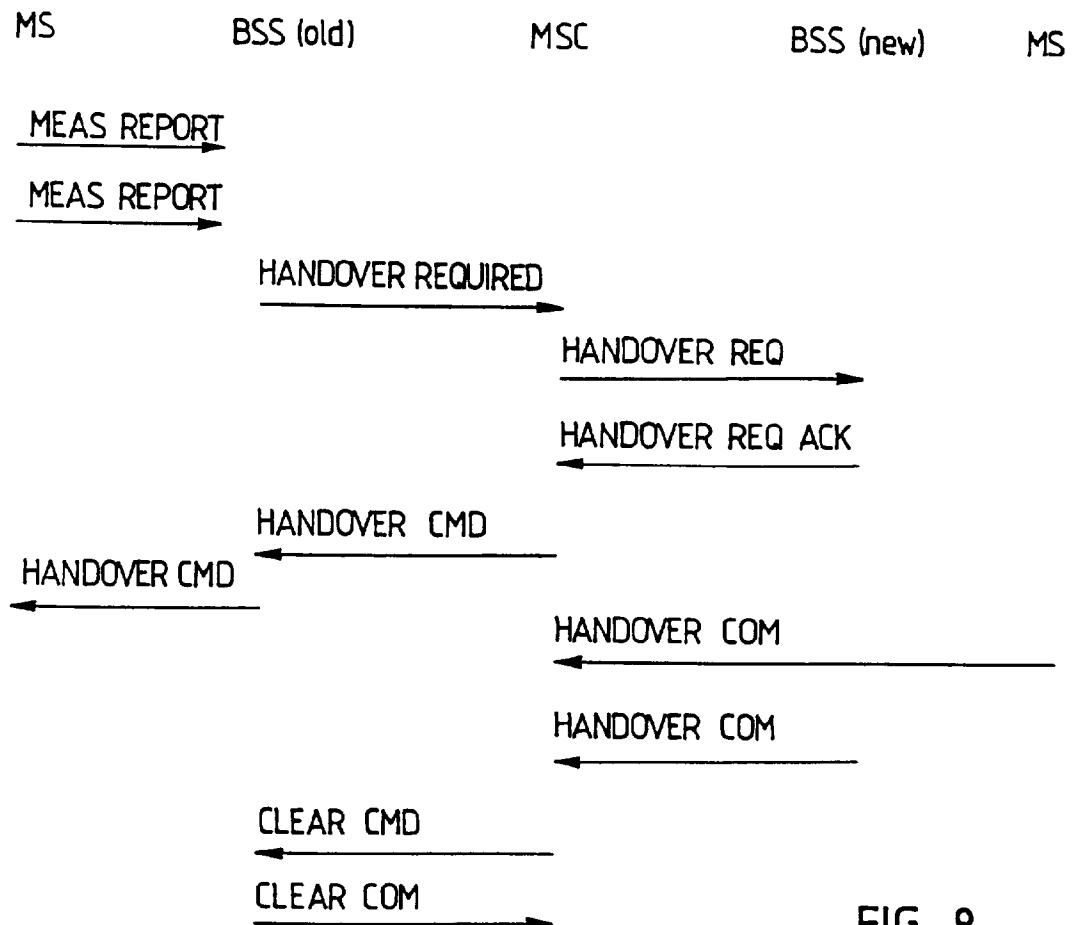 MS BSS (old) MSC BSS (new) MS
MEAS REPORT
MEAS REPORT
HANDOVER REQUIRED
HANDOVER REQ
HANDOVER REQ ACK
HANDOVER CMD
HANDOVER CMD
HANDOVER COM
HANDOVER COM
CLEAR CMD
CLEAR COM